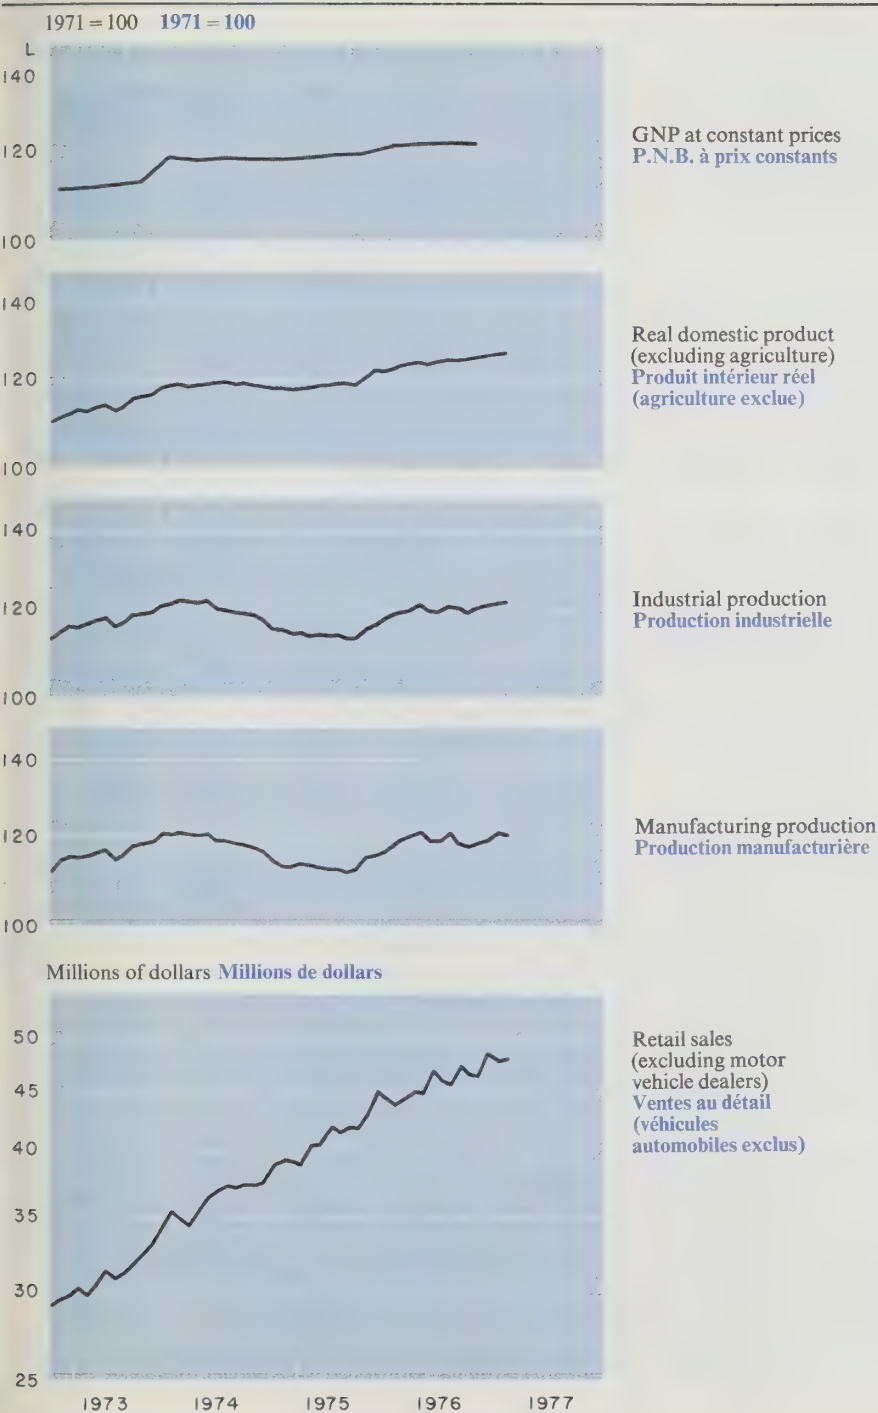 1971 = 100 1971 = 100
L
140
120
100
GNP at constant prices
P.N.B. à prix constants
140
120
100
Real domestic product
(excluding agriculture)
Produit intérieur réel
(agriculture exclue)
140
120
100
Industrial production
Production industrielle
140
120
100
Manufacturing production
Production manufacturière
Millions of dollars Millions de dollars
50
45
40
35
30
25
Retail sales
(excluding motor
vehicle dealers)
Ventes au détail
(véhicules
automobiles exclus)
1973 1974 1975 1976 1977